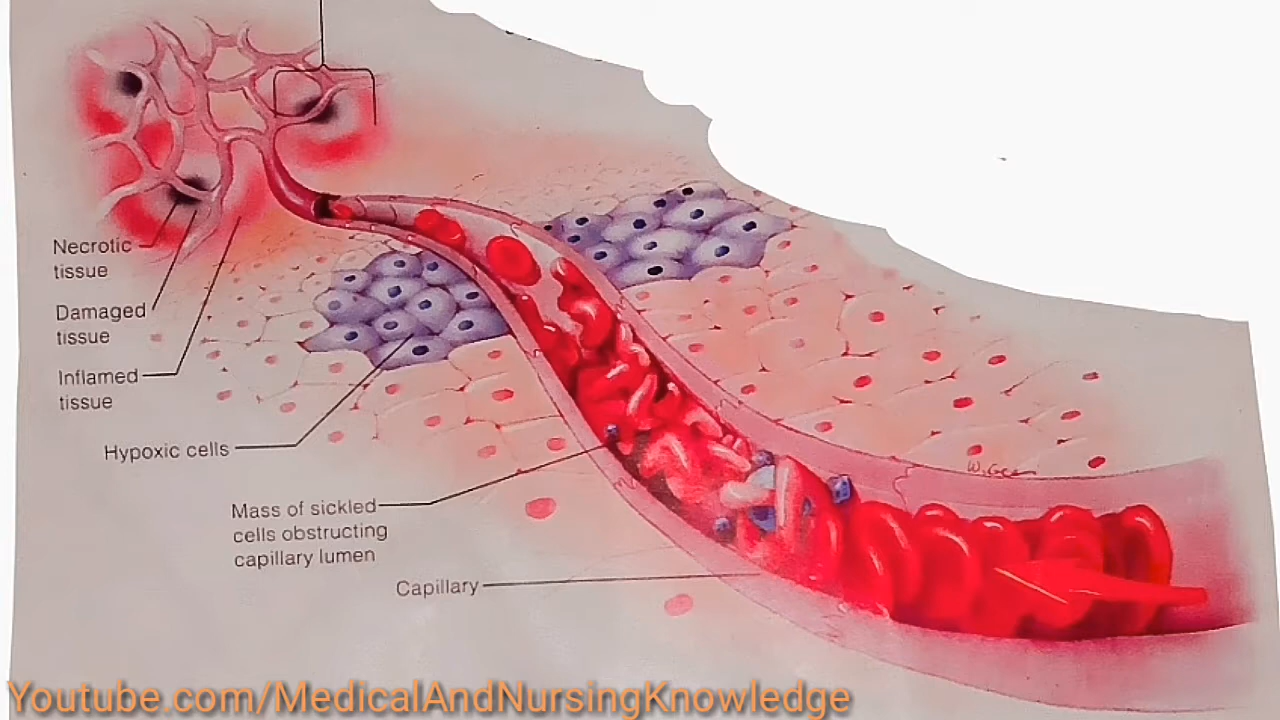 Necrotic
tissue
Damaged
tissue
Inflamed
tissue
Hypoxic cells
Mass of sickled
cells obstructing
capillary lumen
Capillary
Youtube.com/MedicalAndNursingKnowledge